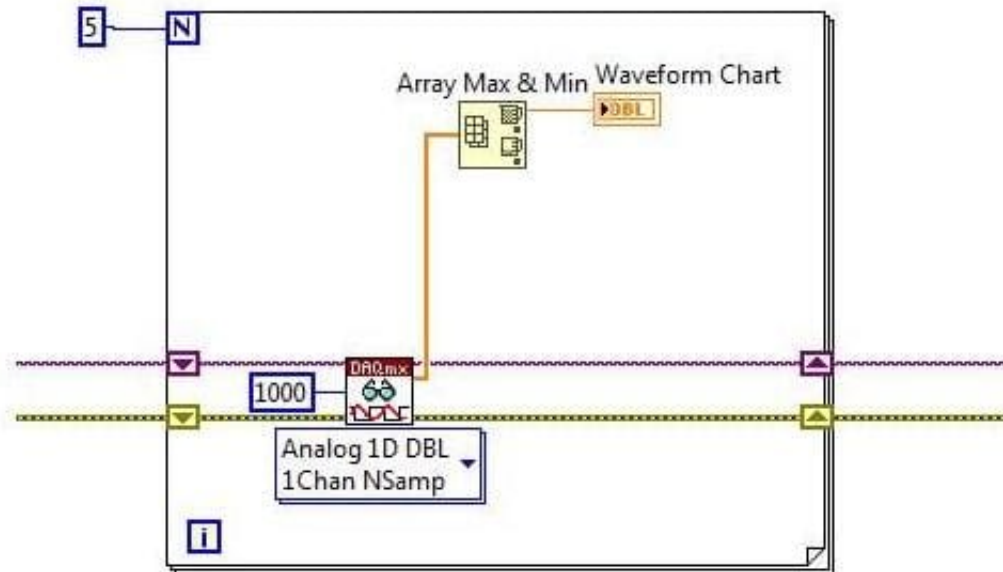 5
N
Array Max & Min
Waveform Chart
DBL
DAQmx
1000
Analog 1D DBL
1Chan NSamp
i